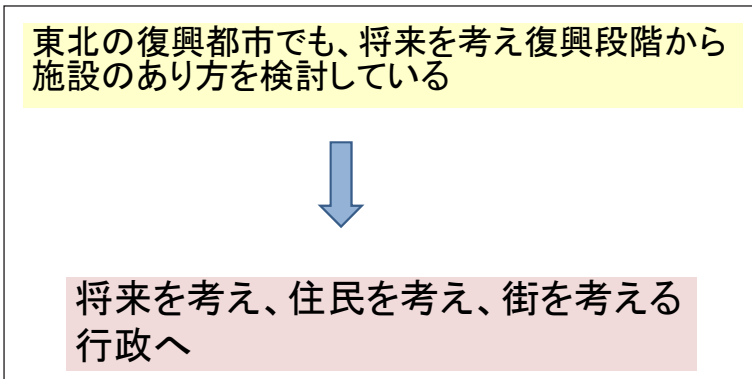 東北の復興都市でも、将来を考え復興段階から
施設のあり方を検討している
将来を考え、住民を考え、街を考える
行政へ